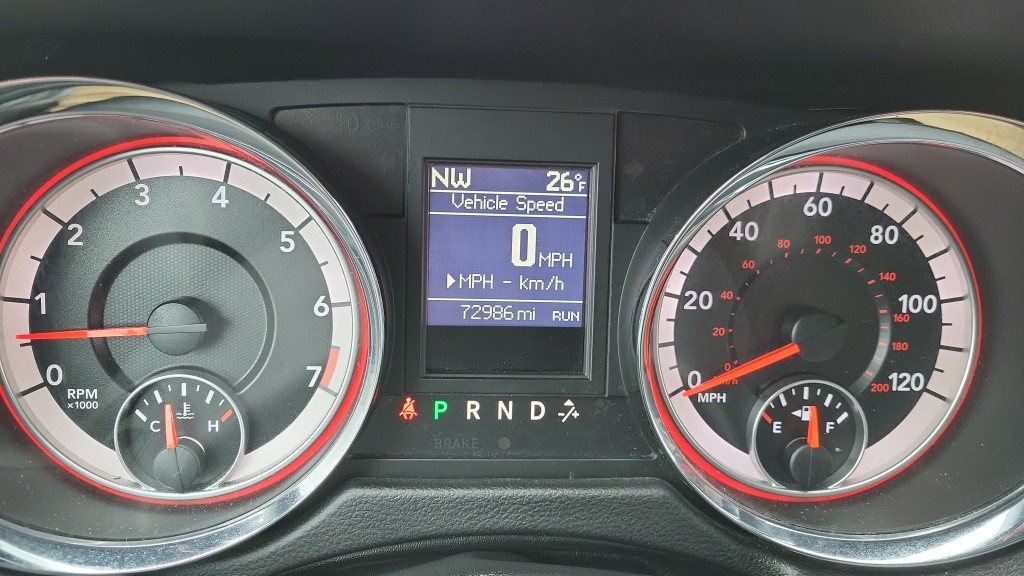 NW 26°F
Vehicle Speed
0 MPH
▶MPH - km/h
72986 mi RUN
0 1 2 3 4 5 6 7
RPM
x1000
C H
P R N D
BRAKE
0 20 40 60 80 100 120
MPH
20 40 60 80 100 120 140 160 180 200
E F